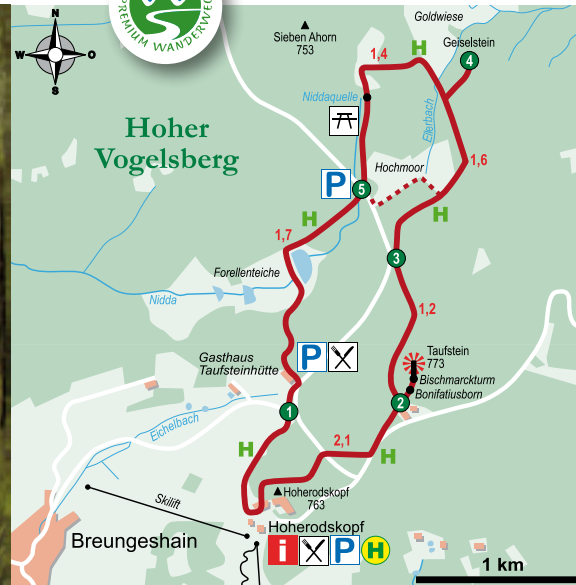 PREMIUM WANDERWEG
N
W
O
S
Goldwiese
Sieben Ahorn
753
Geiselstein
4
1,4
H
Niddaquelle
Ellerbach
Hoher
Vogelsberg
Hochmoor
1,6
P
5
H
H
1,7
3
Forellenteiche
Nidda
1,2
P
Taufstein
773
Gasthaus
Taufsteinhütte
Bischmarckturm
Bonifatiusborn
2
1
Eichelbach
2,1
H
H
Skilift
Hoherodskopf
763
Hoherodskopf
Breungeshain
i
P
H
1 km